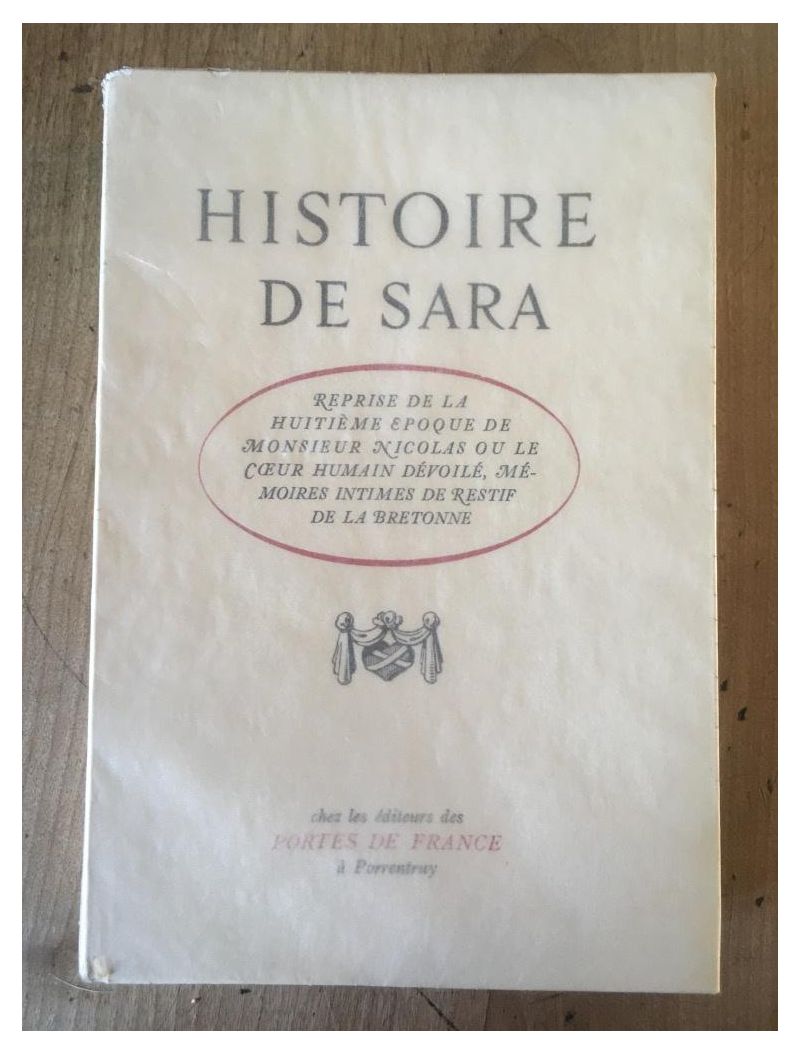 HISTOIRE
DE SARA
REPRISE DE LA
HUITIÈME EPOQUE DE
MONSIEUR NICOLAS OU LE
CŒUR HUMAIN DÉVOILÉ, MÉ-
MOIRES INTIMES DE RESTIF
DE LA BRETONNE
chez les éditeurs des
PORTES DE FRANCE
à Porrentruy